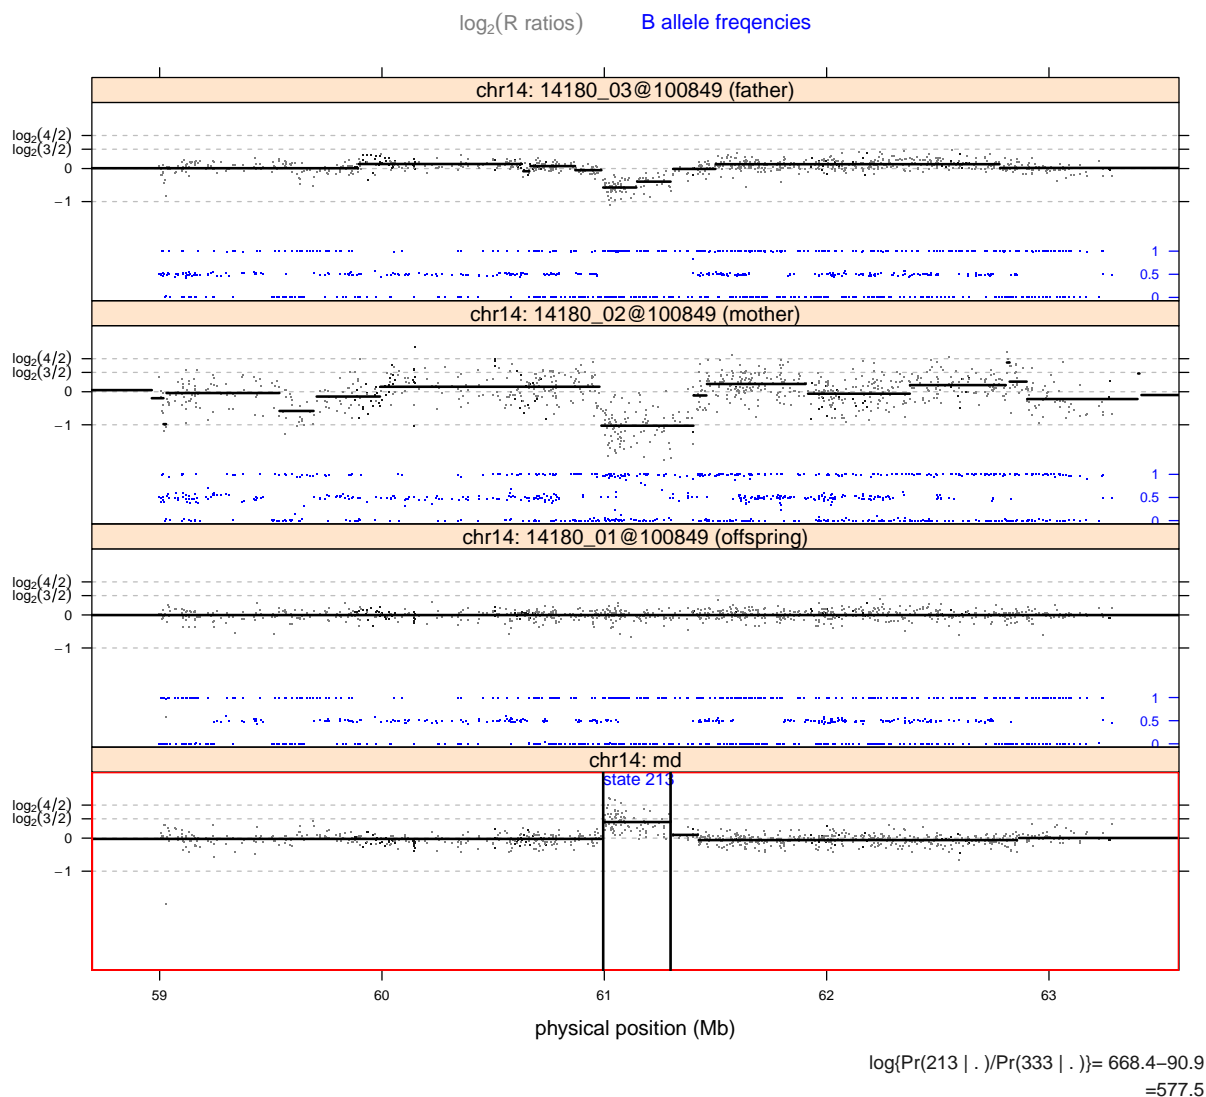 log₂(R ratios) B allele freqencies
chr14: 14180_03@100849 (father)
log₂(4/2)
log₂(3/2)
0
−1
1
0.5
0
chr14: 14180_02@100849 (mother)
log₂(4/2)
log₂(3/2)
0
−1
1
0.5
0
chr14: 14180_01@100849 (offspring)
log₂(4/2)
log₂(3/2)
0
−1
1
0.5
0
chr14: md
state 213
log₂(4/2)
log₂(3/2)
0
−1
59 60 61 62 63
physical position (Mb)
log{Pr(213 | . )/Pr(333 | . )}= 668.4−90.9
=577.5